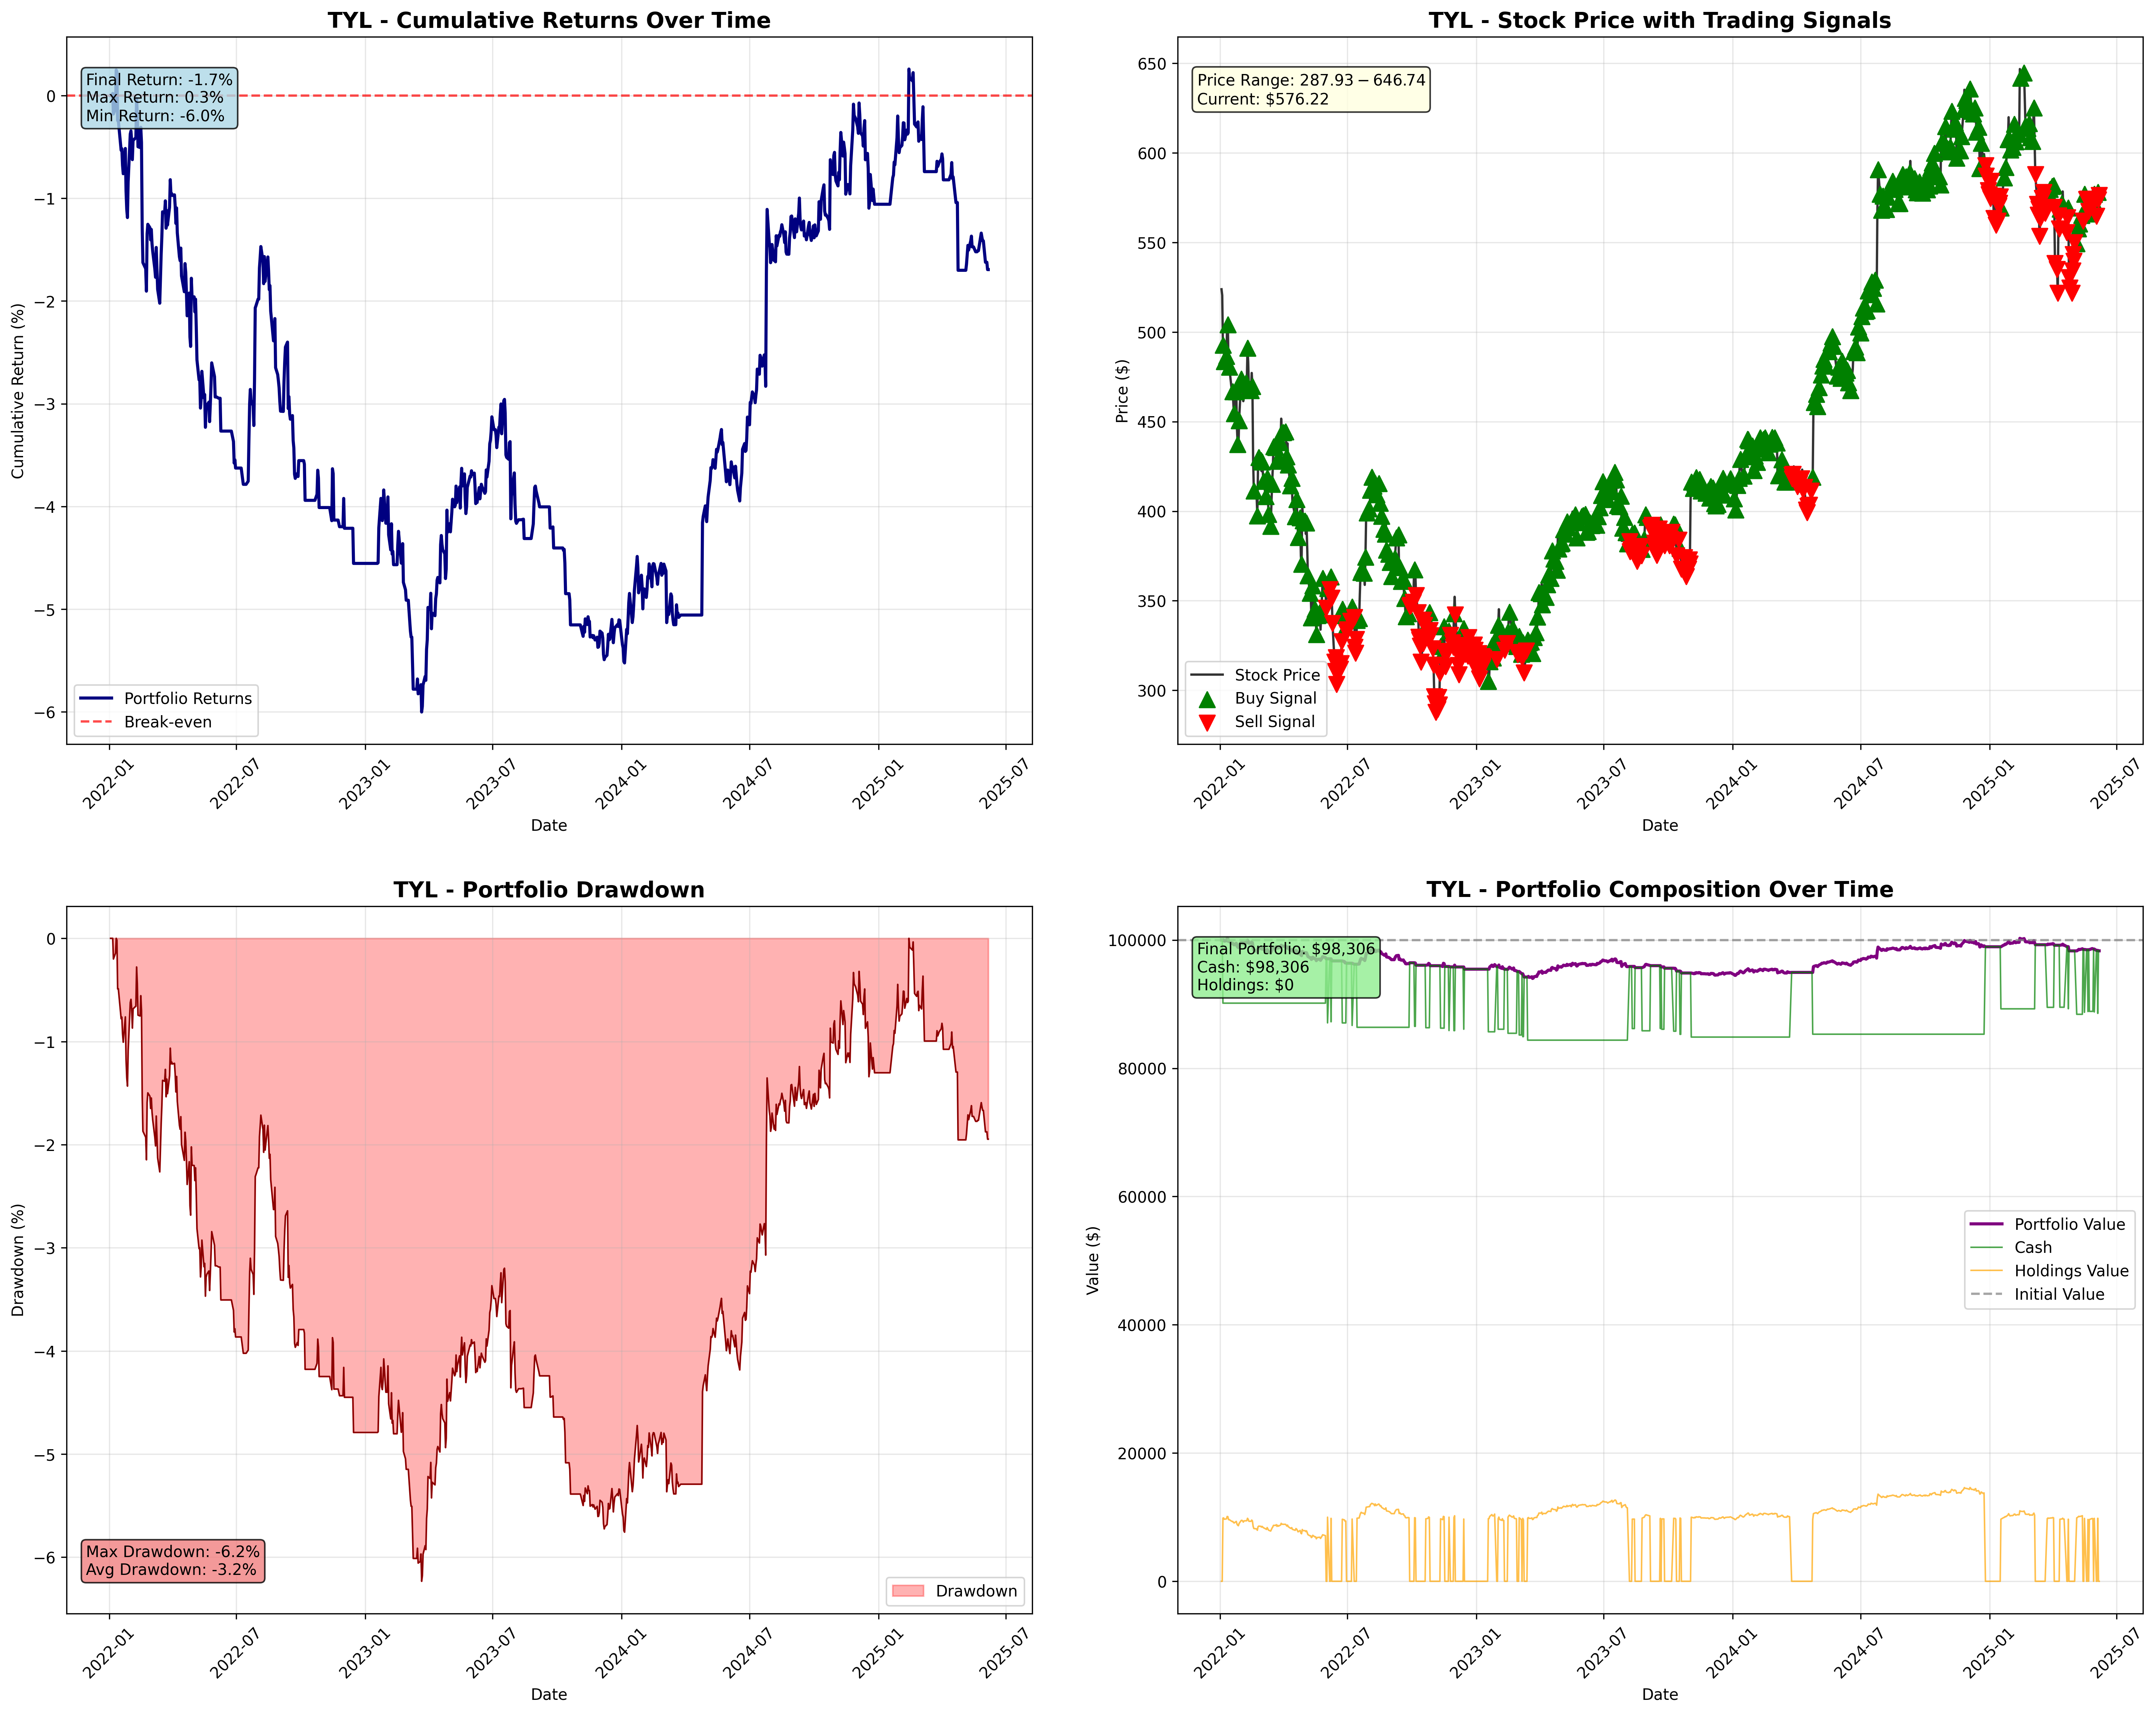 TYL - Cumulative Returns Over Time
Final Return: -1.7%
Max Return: 0.3%
Min Return: -6.0%
0
−1
−2
−3
−4
−5
−6
Cumulative Return (%)
Portfolio Returns
Break-even
2022-01
2022-07
2023-01
2023-07
2024-01
2024-07
2025-01
2025-07
Date
TYL - Stock Price with Trading Signals
Price Range: 287.93 − 646.74
Current: $576.22
650
600
550
500
450
400
350
300
Price ($)
Stock Price
Buy Signal
Sell Signal
2022-01
2022-07
2023-01
2023-07
2024-01
2024-07
2025-01
2025-07
Date
TYL - Portfolio Drawdown
0
−1
−2
−3
−4
−5
−6
Drawdown (%)
Max Drawdown: -6.2%
Avg Drawdown: -3.2%
Drawdown
2022-01
2022-07
2023-01
2023-07
2024-01
2024-07
2025-01
2025-07
Date
TYL - Portfolio Composition Over Time
Final Portfolio: $98,306
Cash: $98,306
Holdings: $0
100000
80000
60000
40000
20000
0
Value ($)
Portfolio Value
Cash
Holdings Value
Initial Value
2022-01
2022-07
2023-01
2023-07
2024-01
2024-07
2025-01
2025-07
Date